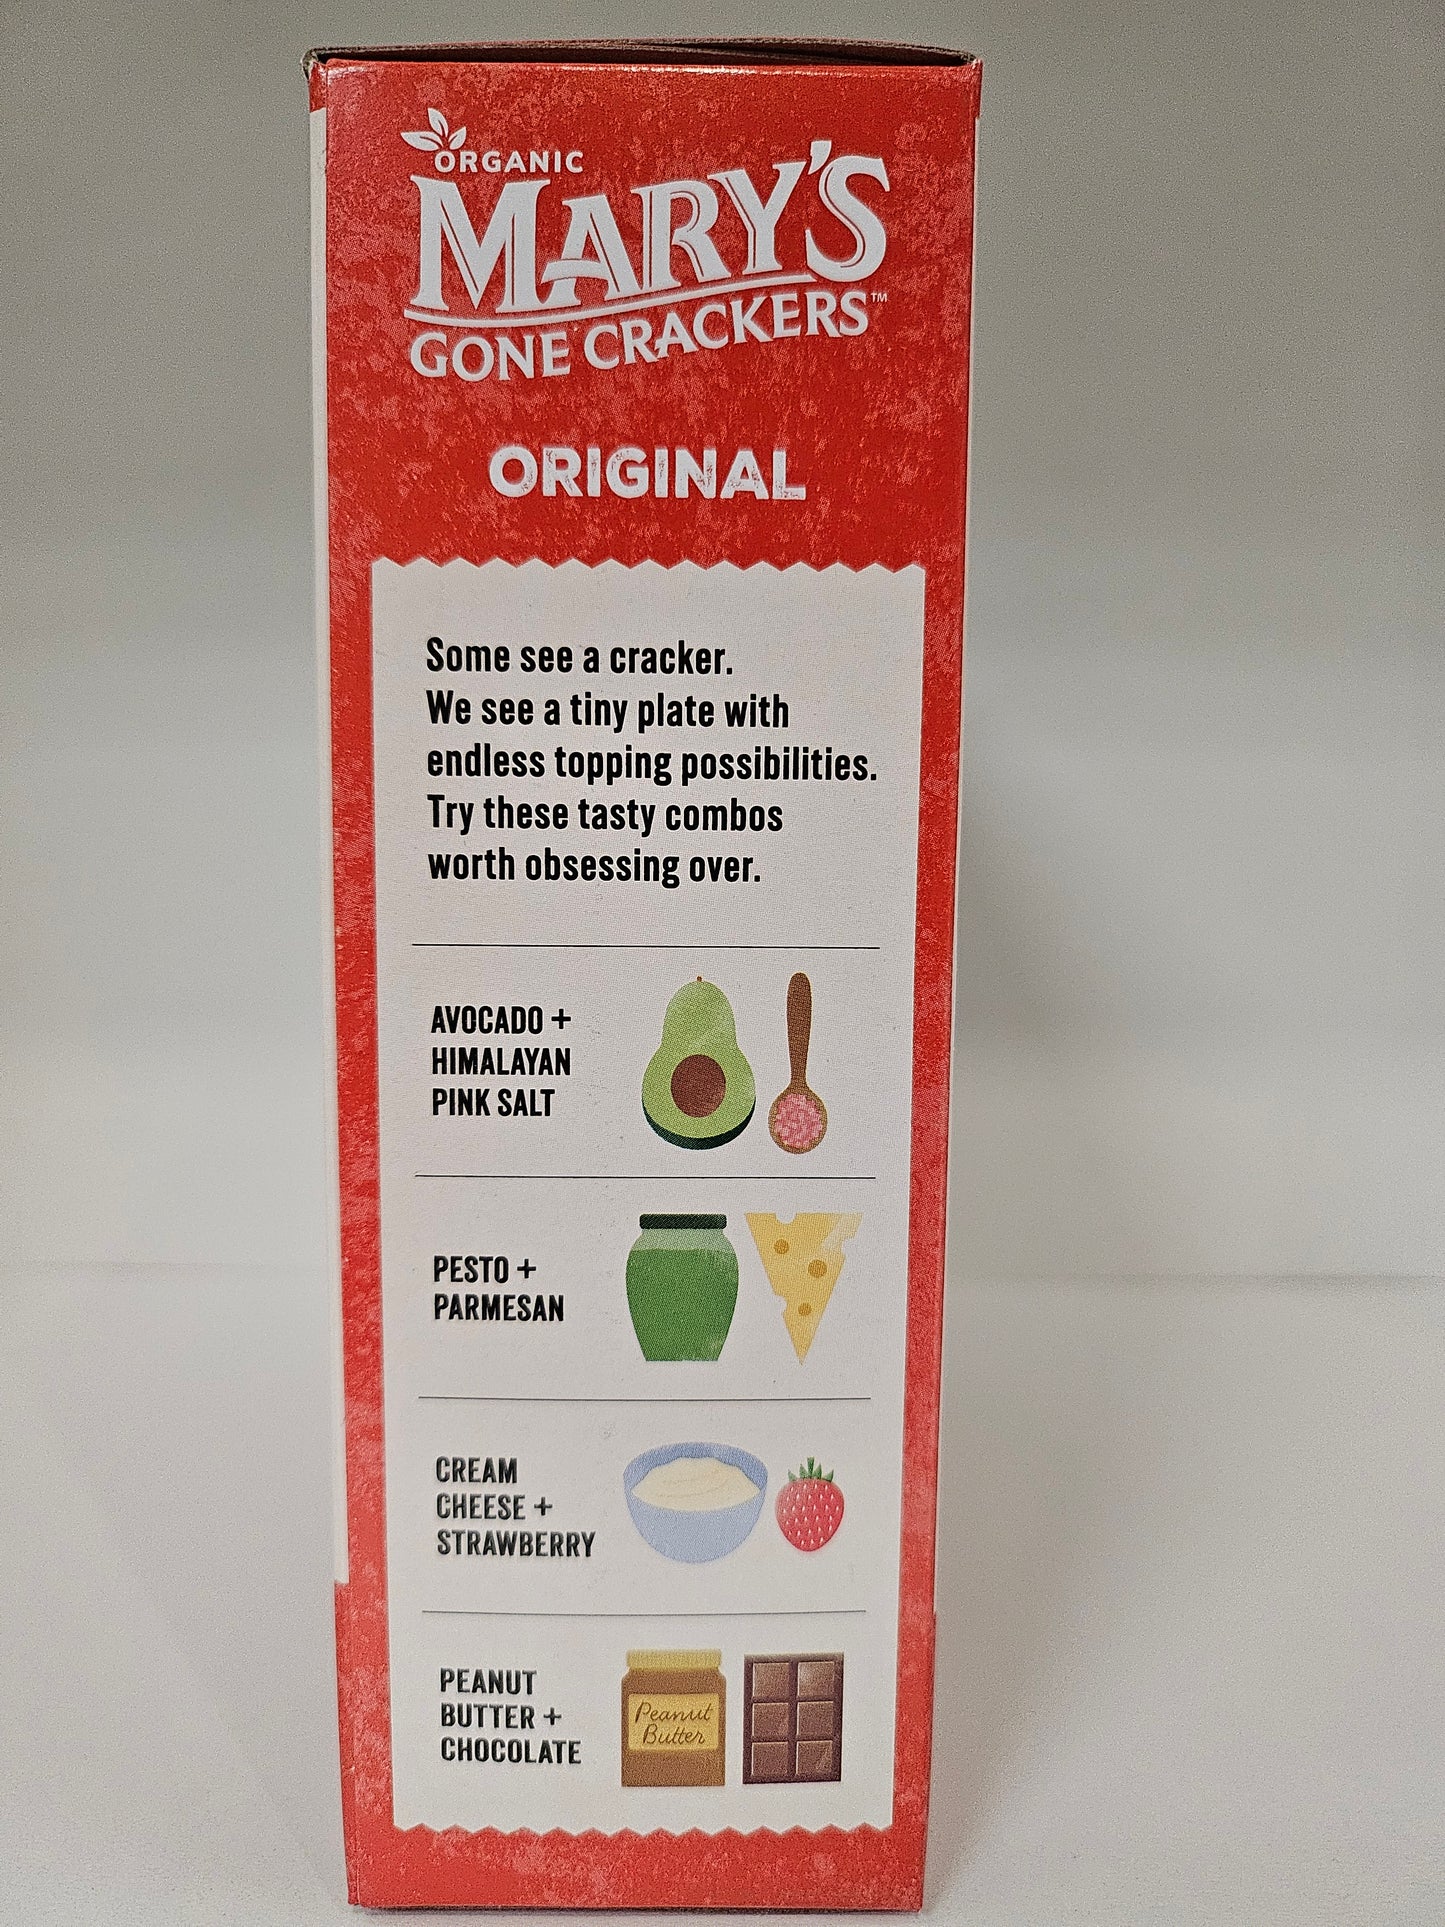 ORGANIC
MARY'S
GONE CRACKERS™
ORIGINAL
Some see a cracker.
We see a tiny plate with
endless topping possibilities.
Try these tasty combos
worth obsessing over.
AVOCADO +
HIMALAYAN
PINK SALT
PESTO +
PARMESAN
CREAM
CHEESE +
STRAWBERRY
PEANUT
BUTTER +
CHOCOLATE
Peanut
Butter